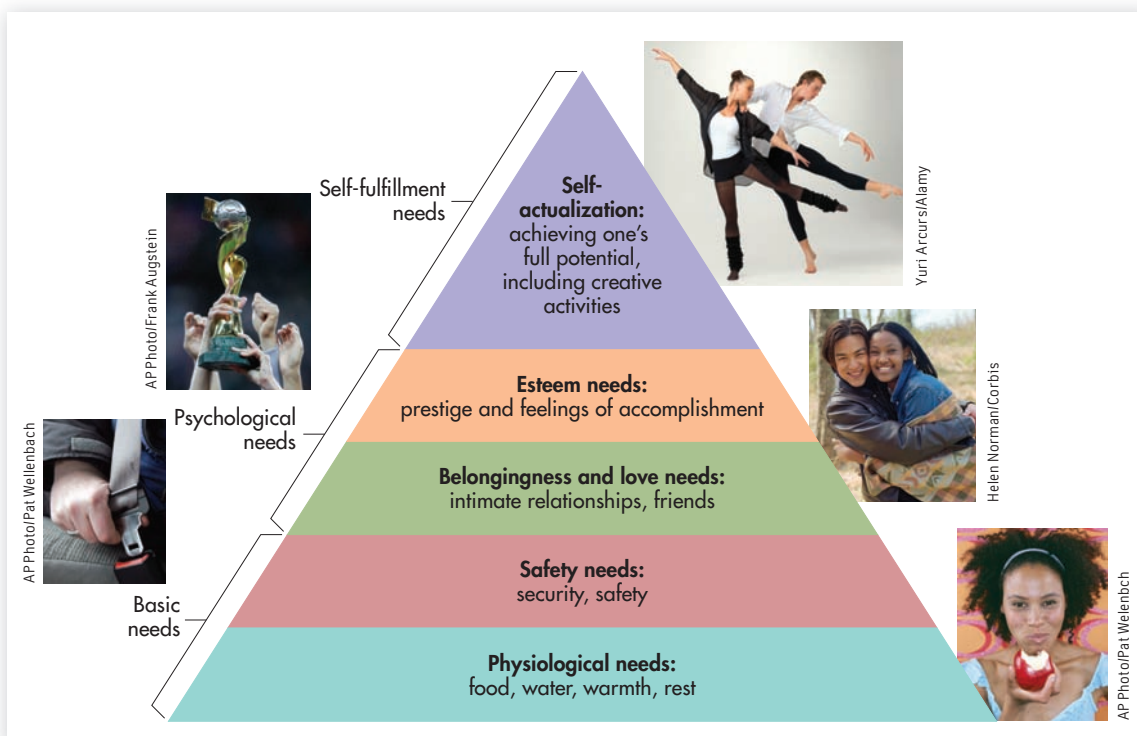 Self-fulfillment
needs
Self-
actualization:
achieving one's
full potential,
including creative
activities
Yuri Arcurs/Alamy
AP Photo/Frank Augstein
Psychological
needs
Esteem needs:
prestige and feelings of accomplishment
Helen Norman/Corbis
AP Photo/Pat Wellenbach
Belongingness and love needs:
intimate relationships, friends
Basic
needs
Safety needs:
security, safety
Physiological needs:
food, water, warmth, rest
AP Photo/Pat Welenbch